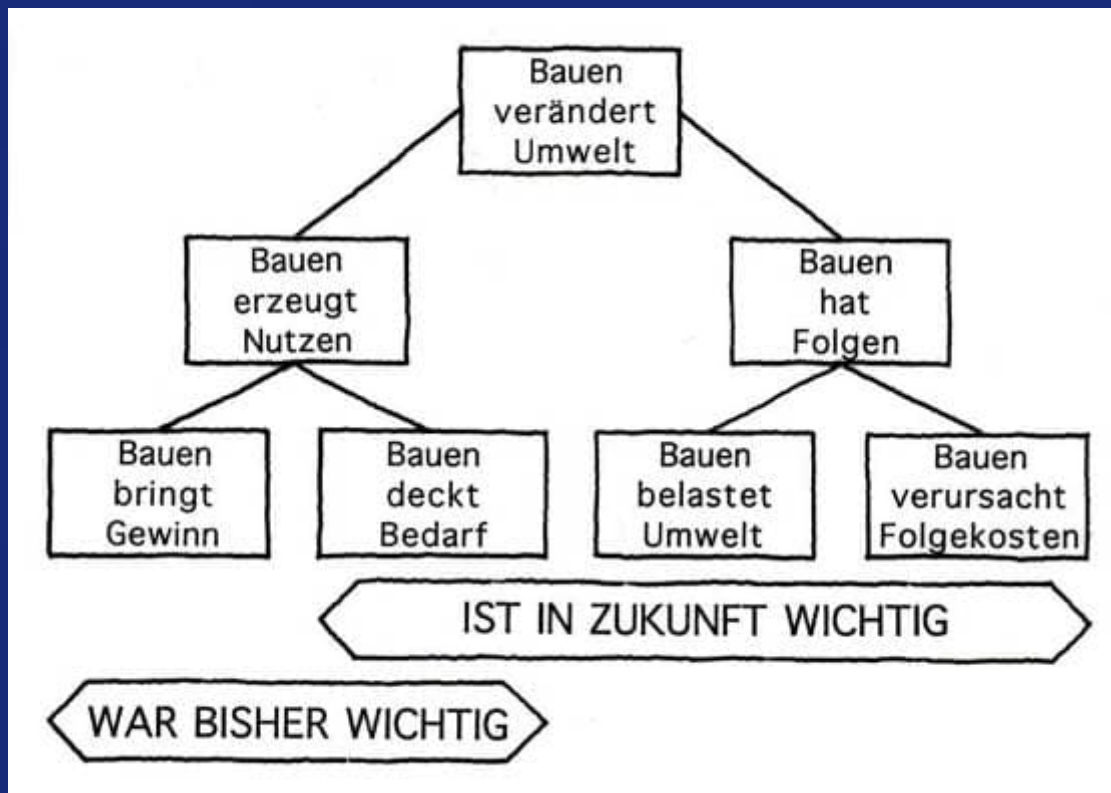 Bauen
verändert
Umwelt
Bauen
erzeugt
Nutzen
Bauen
hat
Folgen
Bauen
bringt
Gewinn
Bauen
deckt
Bedarf
Bauen
belastet
Umwelt
Bauen
verursacht
Folgekosten
IST IN ZUKUNFT WICHTIG
WAR BISHER WICHTIG